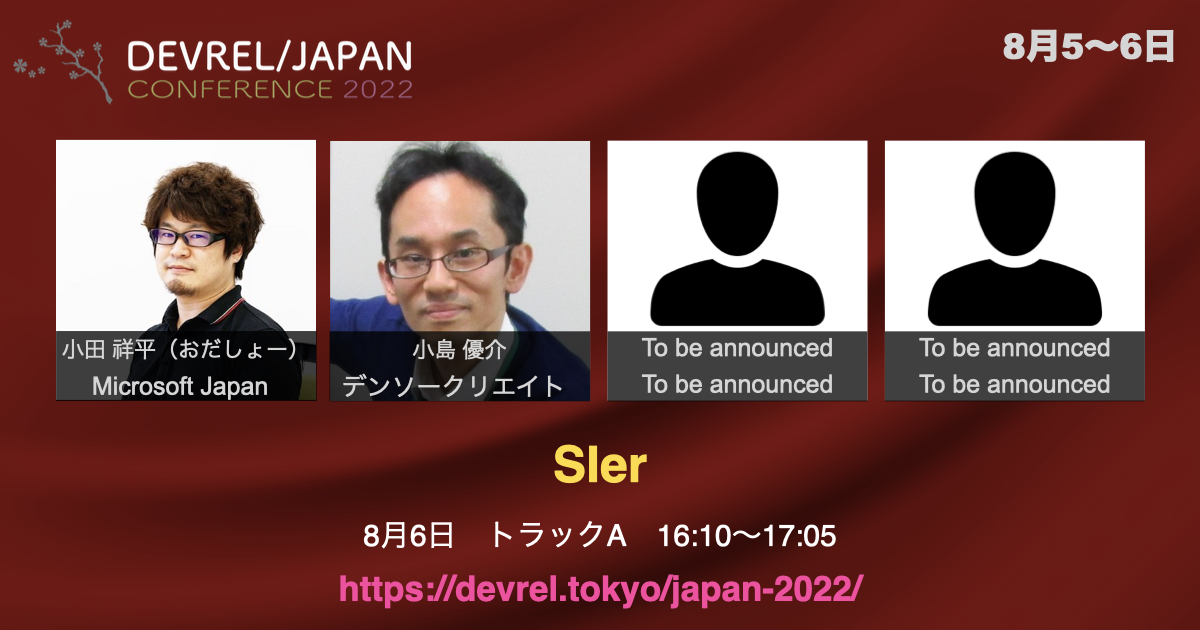 DEVREL/JAPAN
CONFERENCE 2022
8月5〜6日
小田 祥平（おだしょー）
Microsoft Japan
小島 優介
デンソークリエイト
To be announced
To be announced
To be announced
To be announced
SIer
8月6日　トラックA　16:10〜17:05
https://devrel.tokyo/japan-2022/